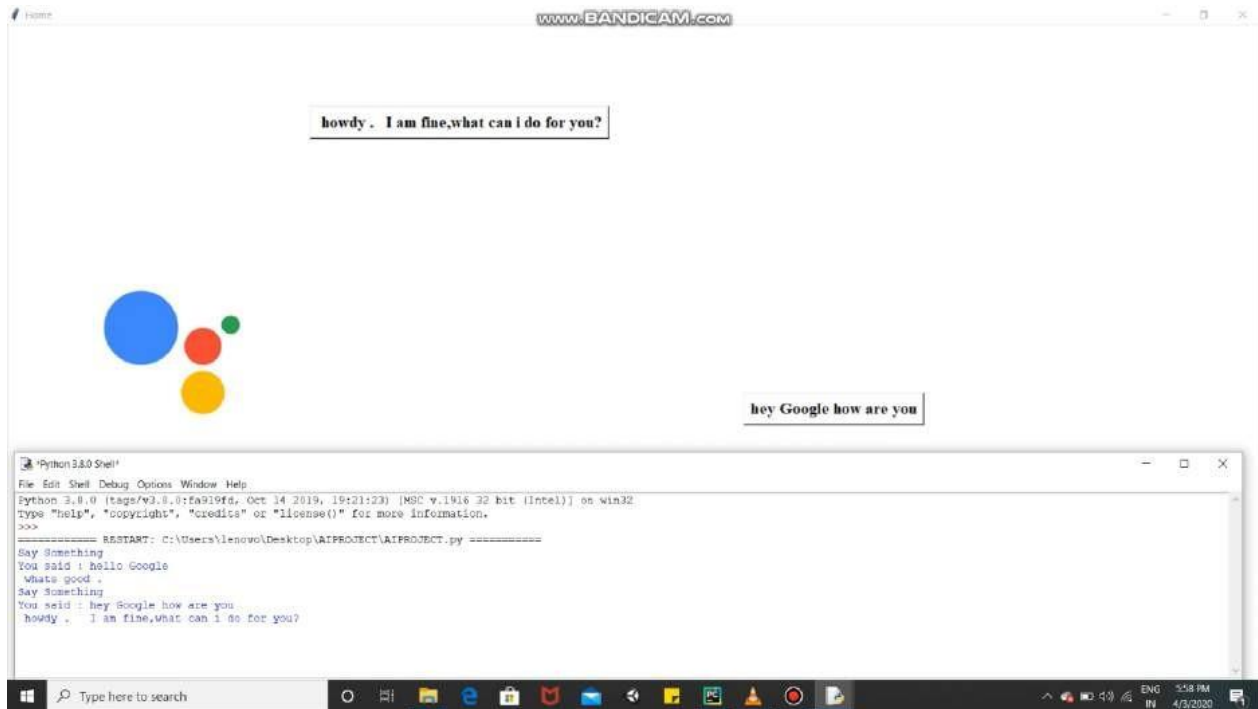 Home
www.BANDICAM.com
howdy .   I am fine,what can i do for you?
hey Google how are you
*Python 3.8.0 Shell*
File Edit Shell Debug Options Window Help
Python 3.8.0 (tags/v3.8.0:fa919fd, Oct 14 2019, 19:21:23) [MSC v.1916 32 bit (Intel)] on win32
Type "help", "copyright", "credits" or "license()" for more information.
>>>
============ RESTART: C:\Users\lenovo\Desktop\AIPROJECT\AIPROJECT.py ===========
Say Something
You said : hello Google
 whats good .
Say Something
You said : hey Google how are you
 howdy .   I am fine,what can i do for you?
Type here to search
ENG
IN
5:58 PM
4/3/2020